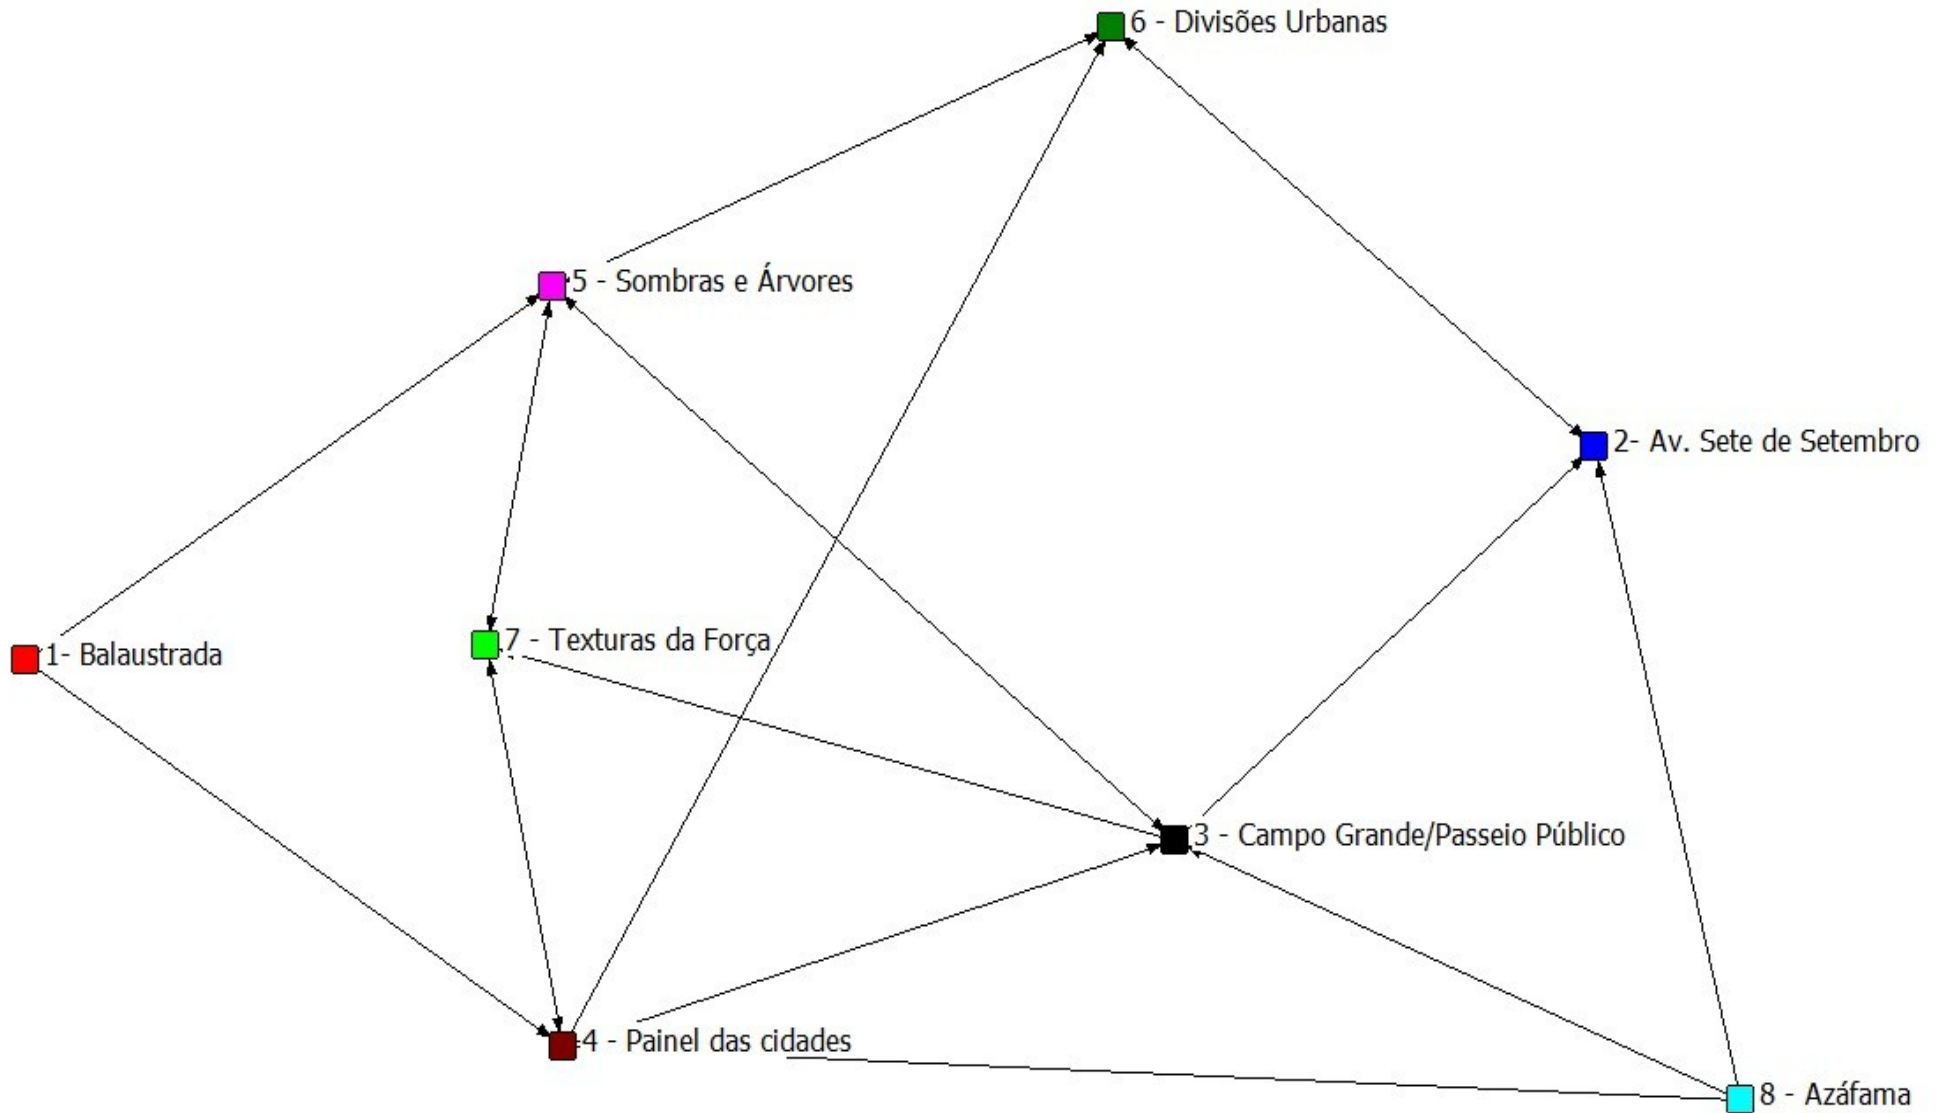 6 - Divisões Urbanas
5 - Sombras e Árvores
2- Av. Sete de Setembro
7 - Texturas da Força
1- Balaustrada
3 - Campo Grande/Passeio Público
4 - Painel das cidades
8 - Azáfama